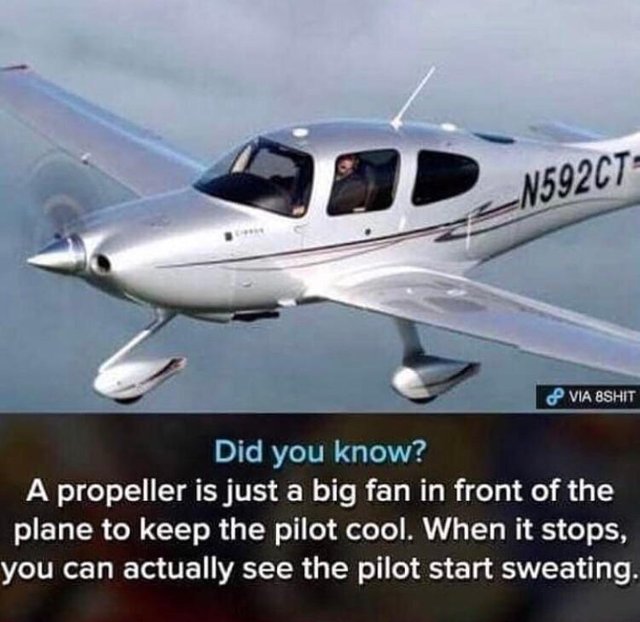 N592CT
VIA 8SHIT
Did you know?
A propeller is just a big fan in front of the
plane to keep the pilot cool. When it stops,
you can actually see the pilot start sweating.